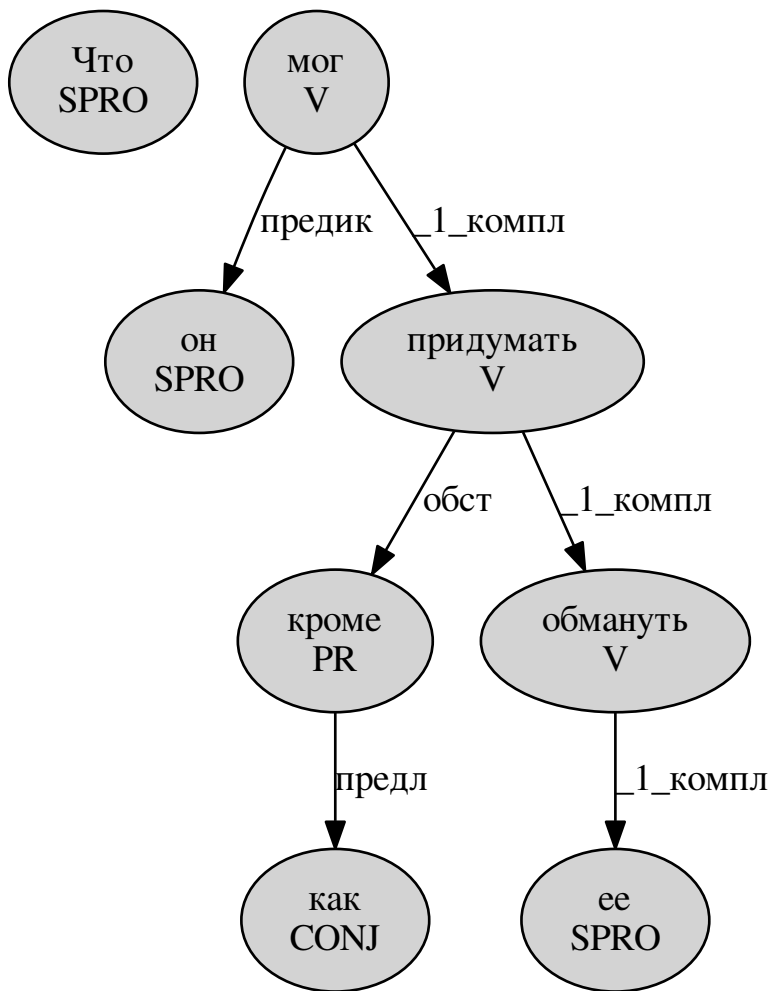 Что
SPRO
мог
V
предик
_1_компл
он
SPRO
придумать
V
обст
_1_компл
кроме
PR
обмануть
V
предл
_1_компл
как
CONJ
ее
SPRO